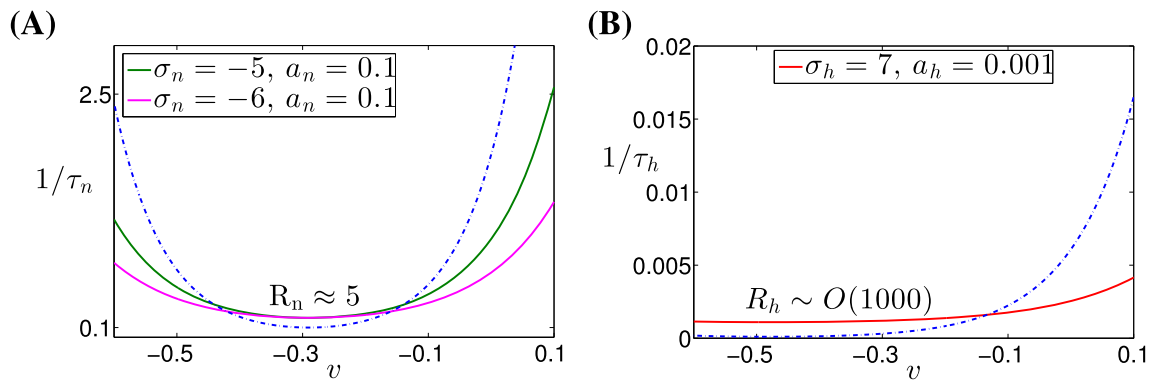 (A)
σn = −5, an = 0.1
σn = −6, an = 0.1
2.5
1/τn
Rn ≈ 5
0.1
−0.5 −0.3 −0.1 0.1
v
(B)
σh = 7, ah = 0.001
0.02
0.015
1/τh
0.01
0.005
Rh ∼ O(1000)
0
−0.5 −0.3 −0.1 0.1
v